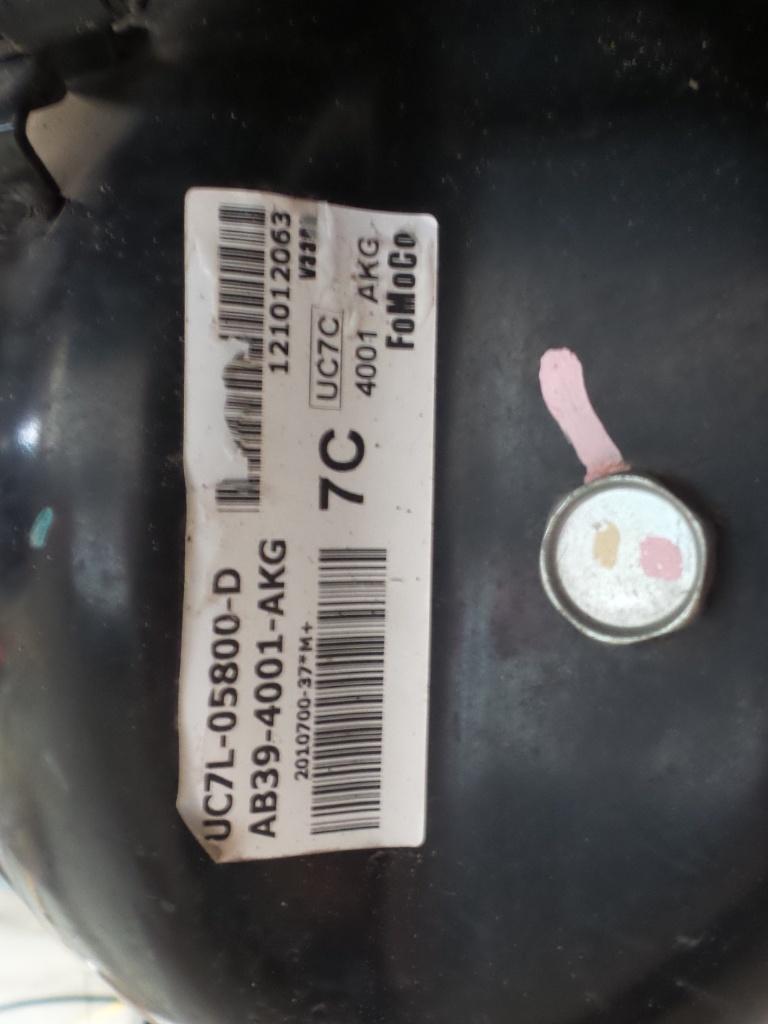 UC7L-05800-D
AB39-4001-AKG
2010700-37*M+
121012063
7C
UC7C
4001 AKG
FoMoCo